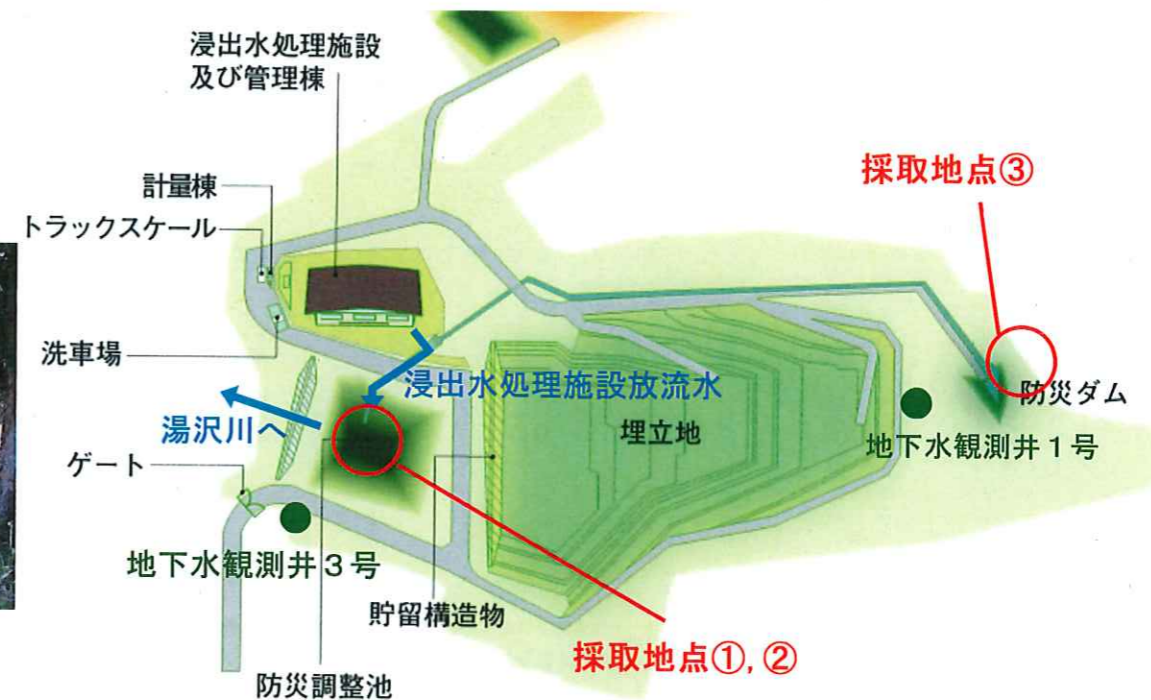 浸出水処理施設
及び管理棟
計量棟
トラックスケール
採取地点③
洗車場
浸出水処理施設放流水
防災ダム
湯沢川へ
埋立地
地下水観測井1号
ゲート
地下水観測井3号
貯留構造物
採取地点①,②
防災調整池